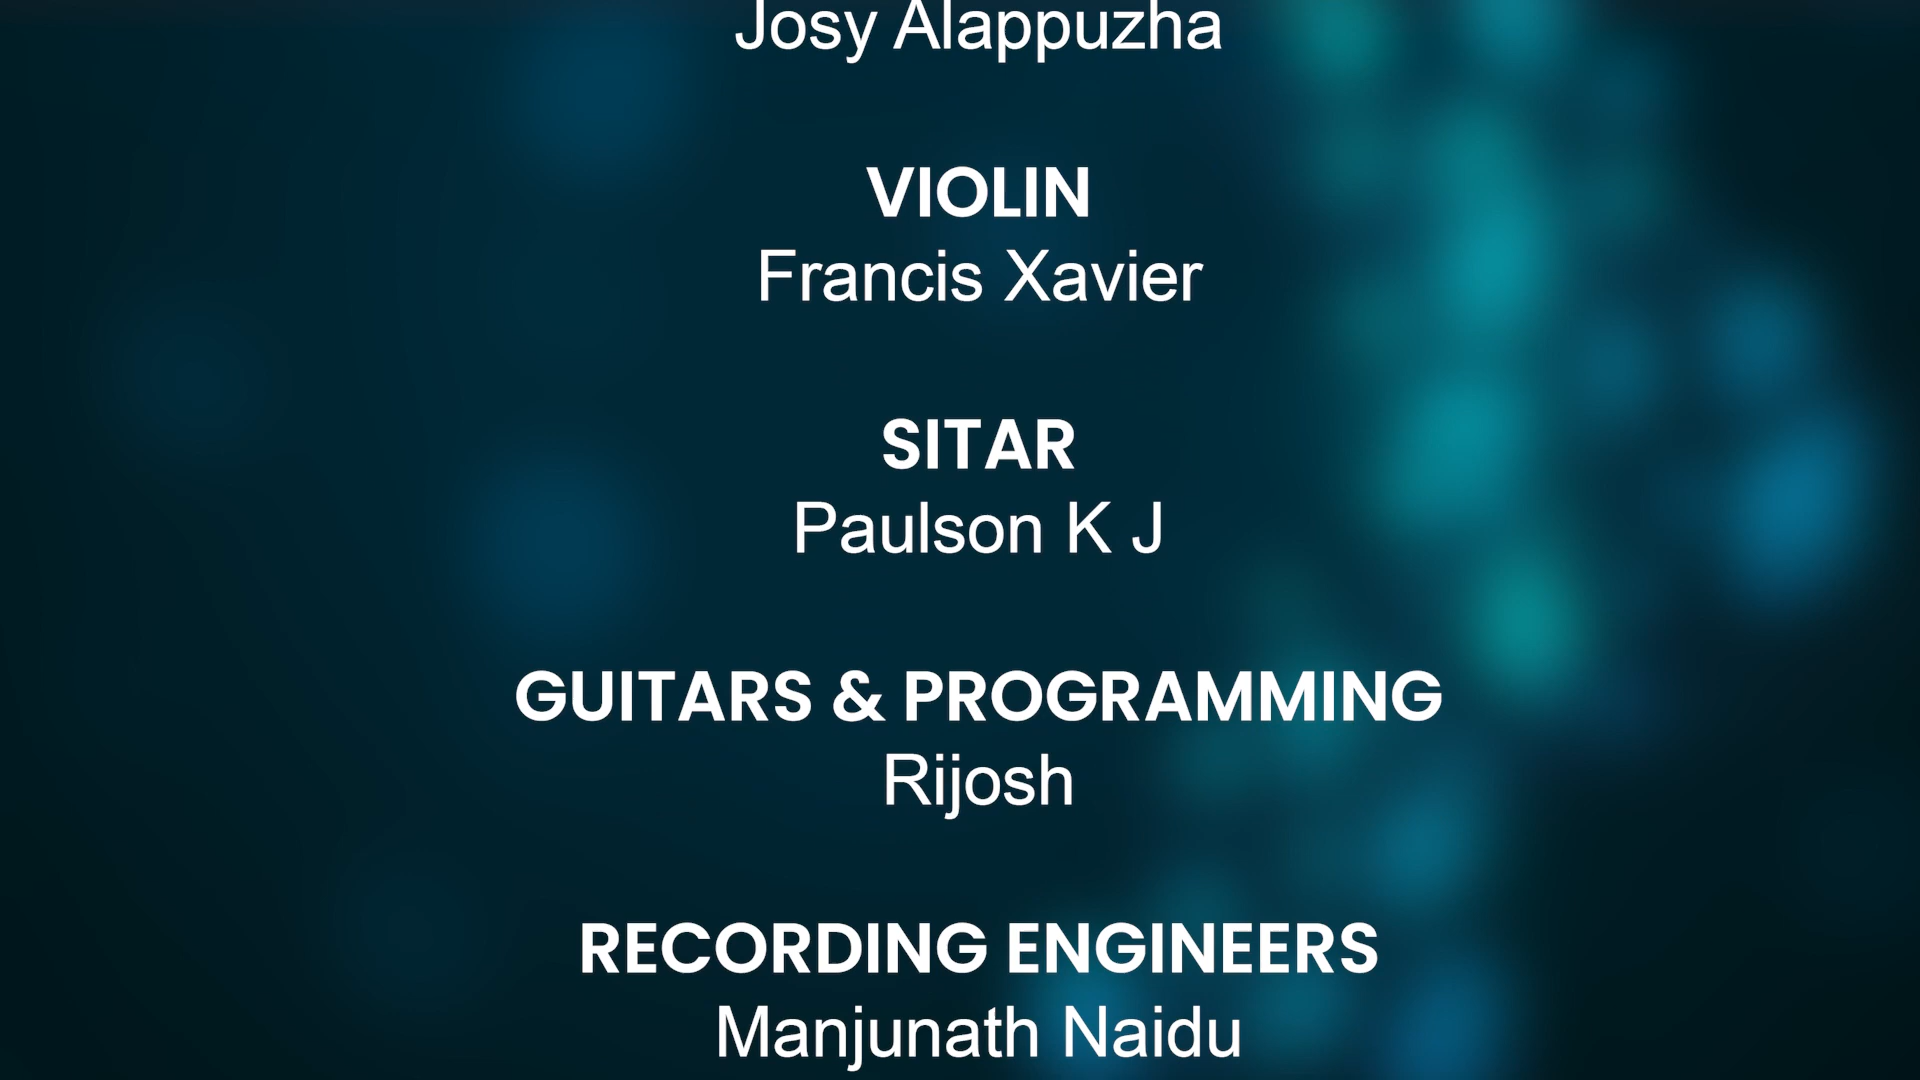 Josy Alappuzha
VIOLIN
Francis Xavier
SITAR
Paulson K J
GUITARS & PROGRAMMING
Rijosh
RECORDING ENGINEERS
Manjunath Naidu